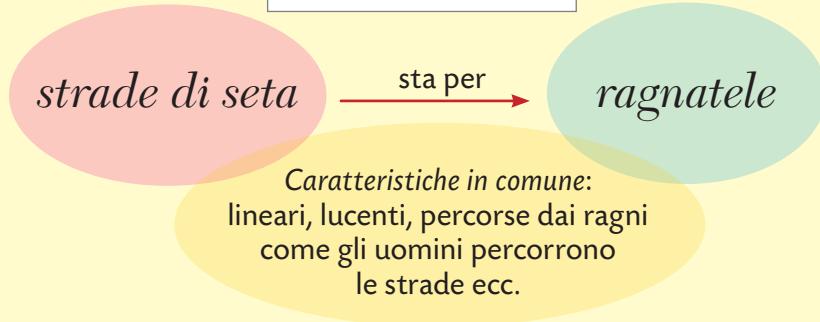 strade di seta
sta per
ragnatele
Caratteristiche in comune:
lineari, lucenti, percorse dai ragni
come gli uomini percorrono
le strade ecc.